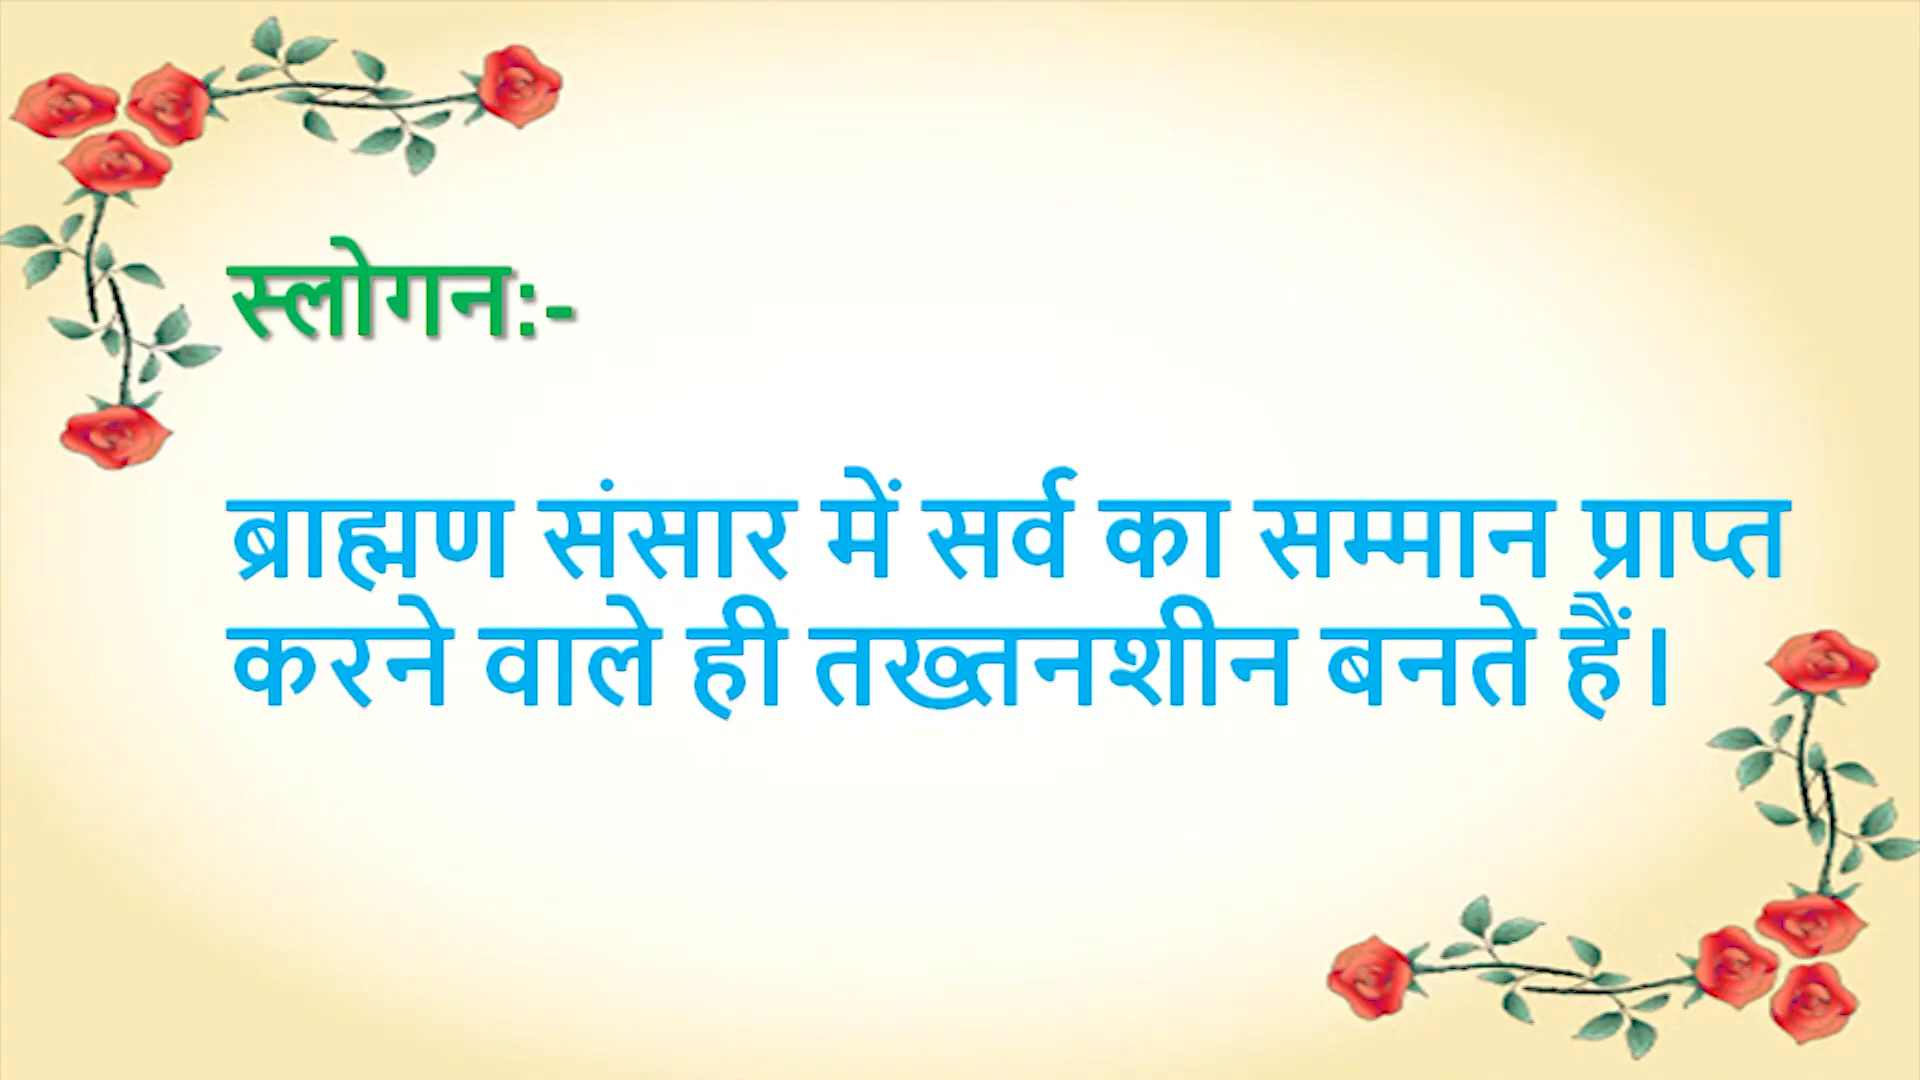 स्लोगन:-
ब्राह्मण संसार में सर्व का सम्मान प्राप्त
करने वाले ही तख्तनशीन बनते हैं।